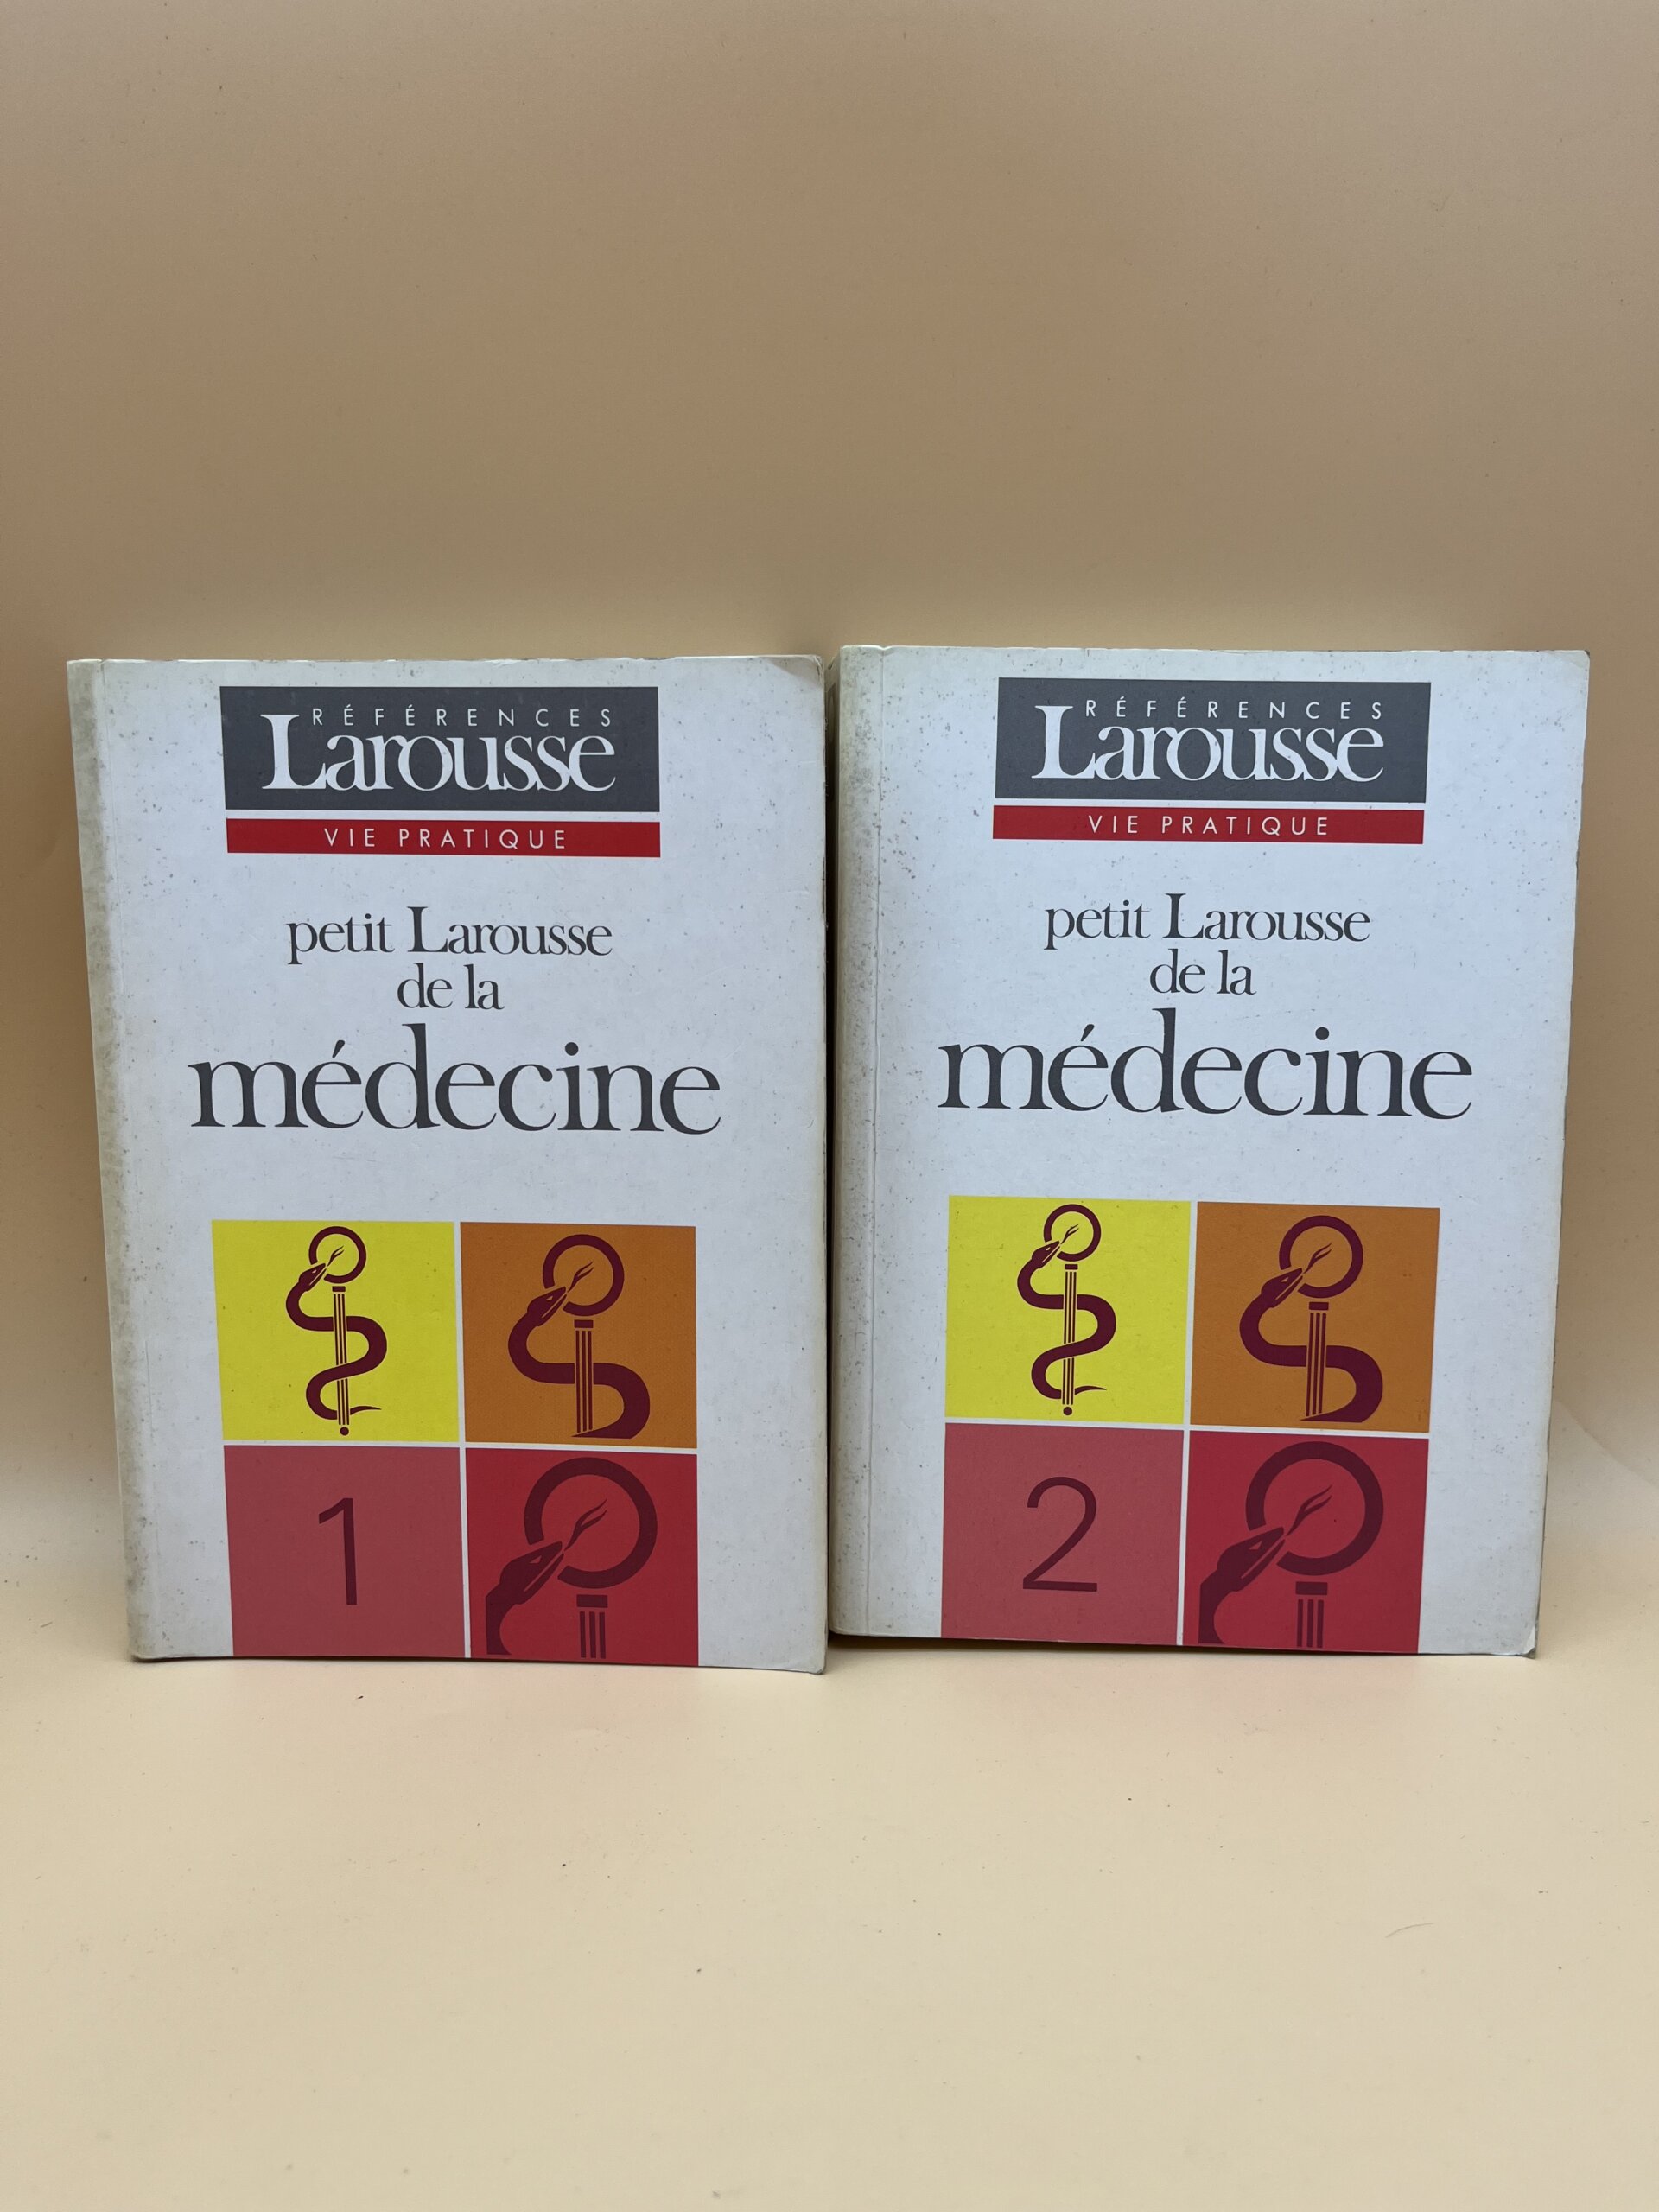 RÉFÉRENCES
Larousse
VIE PRATIQUE
petit Larousse
de la
médecine
1
RÉFÉRENCES
Larousse
VIE PRATIQUE
petit Larousse
de la
médecine
2